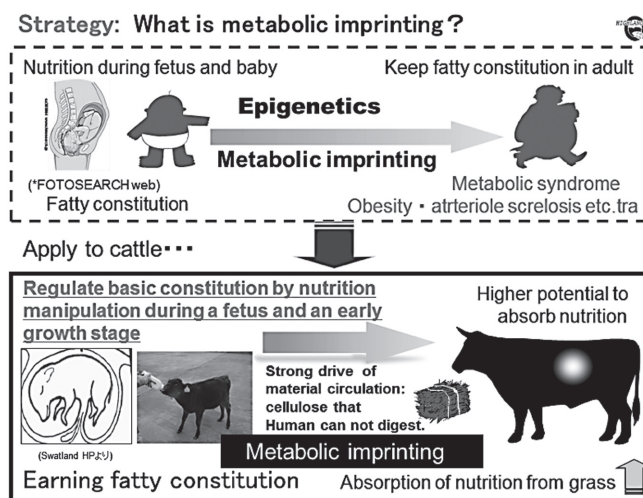 Strategy: What is metabolic imprinting?
Nutrition during fetus and baby
Keep fatty constitution in adult
Epigenetics
Metabolic imprinting
(*FOTOSEARCH web)
Fatty constitution
Metabolic syndrome
Obesity・atrteriole screlosis etc.tra
Apply to cattle・・・
Regulate basic constitution by nutrition
manipulation during a fetus and an early
growth stage
Higher potential to
absorb nutrition
Strong drive of
material circulation:
cellulose that
Human can not digest.
(Swatland HPより)
Metabolic imprinting
Earning fatty constitution
Absorption of nutrition from grass